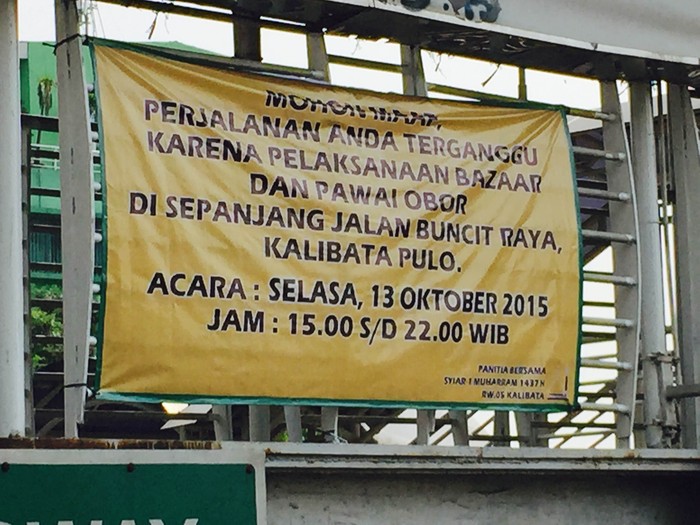 MOHON MAAF,
PERJALANAN ANDA TERGANGGU
KARENA PELAKSANAAN BAZAAR
DAN PAWAI OBOR
DI SEPANJANG JALAN BUNCIT RAYA,
KALIBATA PULO.
ACARA : SELASA, 13 OKTOBER 2015
JAM : 15.00 S/D 22.00 WIB
PANITIA BERSAMA
SYIAR 1 MUHARRAM 1437 H
RW.05 KALIBATA